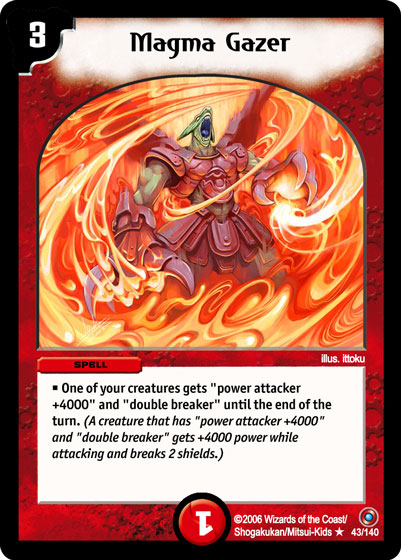 3
Magma Gazer
illus. ittoku
SPELL
▪ One of your creatures gets "power attacker
+4000" and "double breaker" until the end of the
turn. (A creature that has "power attacker +4000"
and "double breaker" gets +4000 power while
attacking and breaks 2 shields.)
1
©2006 Wizards of the Coast/
Shogakukan/Mitsui-Kids ★ 43/140